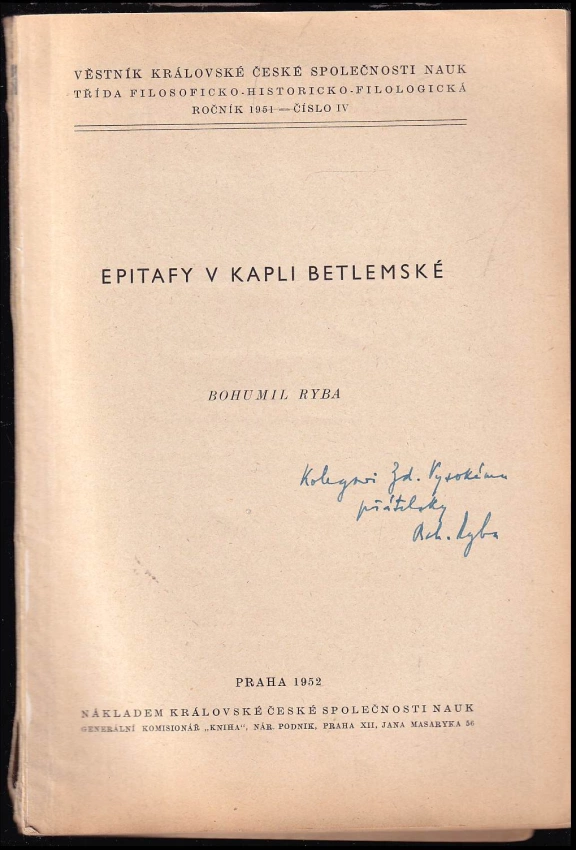 VĚSTNÍK KRÁLOVSKÉ ČESKÉ SPOLEČNOSTI NAUK
TŘÍDA FILOSOFICKO-HISTORICKO-FILOLOGICKÁ
ROČNÍK 1951 — ČÍSLO IV
EPITAFY V KAPLI BETLEMSKÉ
BOHUMIL RYBA
Kolegovi Zd. Vysokému
přátelsky
Boh. Ryba
PRAHA 1952
NÁKLADEM KRÁLOVSKÉ ČESKÉ SPOLEČNOSTI NAUK
GENERÁLNÍ KOMISIONÁŘ „KNIHA“, NÁR. PODNIK, PRAHA XII, JANA MASARYKA 56